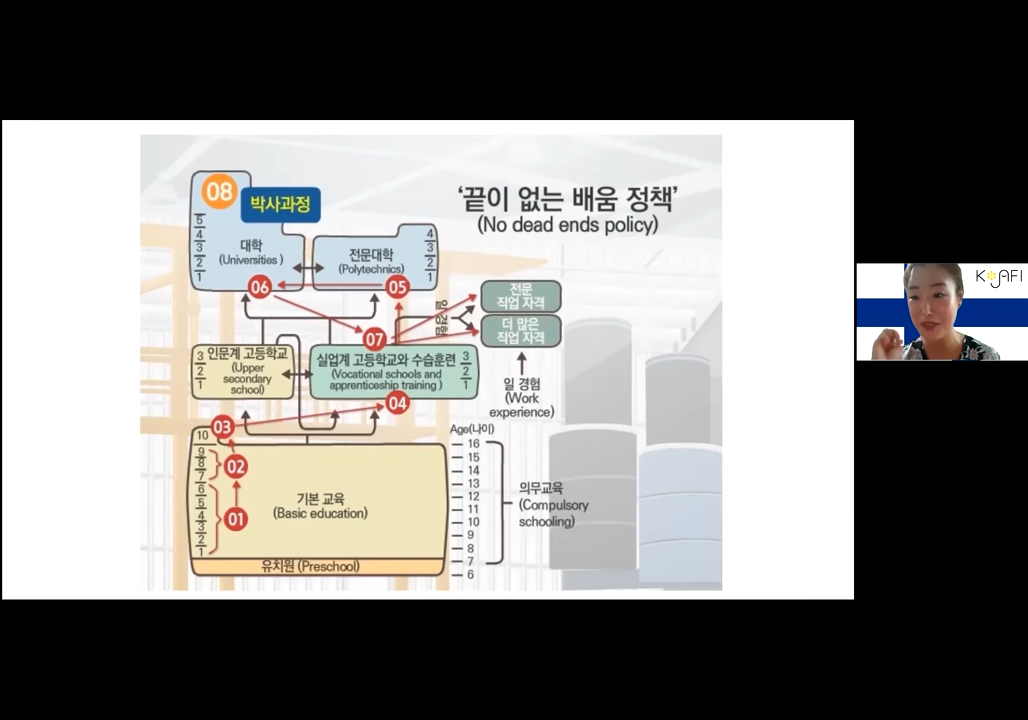 '끝이 없는 배움 정책'
(No dead ends policy)
08
박사과정
5
4
3
2
1
대학
(Universities )
전문대학
(Polytechnics)
4
3
2
1
06
05
07
일 경험
전문
직업 자격
더 많은
직업 자격
일 경험
(Work
experience)
3
2
1
인문계 고등학교
(Upper
secondary
school)
실업계 고등학교와 수습훈련
(Vocational schools and
apprenticeship training )
3
2
1
04
03
10
9
8
7
6
5
4
3
2
1
02
01
기본 교육
(Basic education)
유치원 (Preschool)
Age(나이)
16
15
14
13
12
11
10
9
8
7
6
의무교육
(Compulsory
schooling)
KOAFI